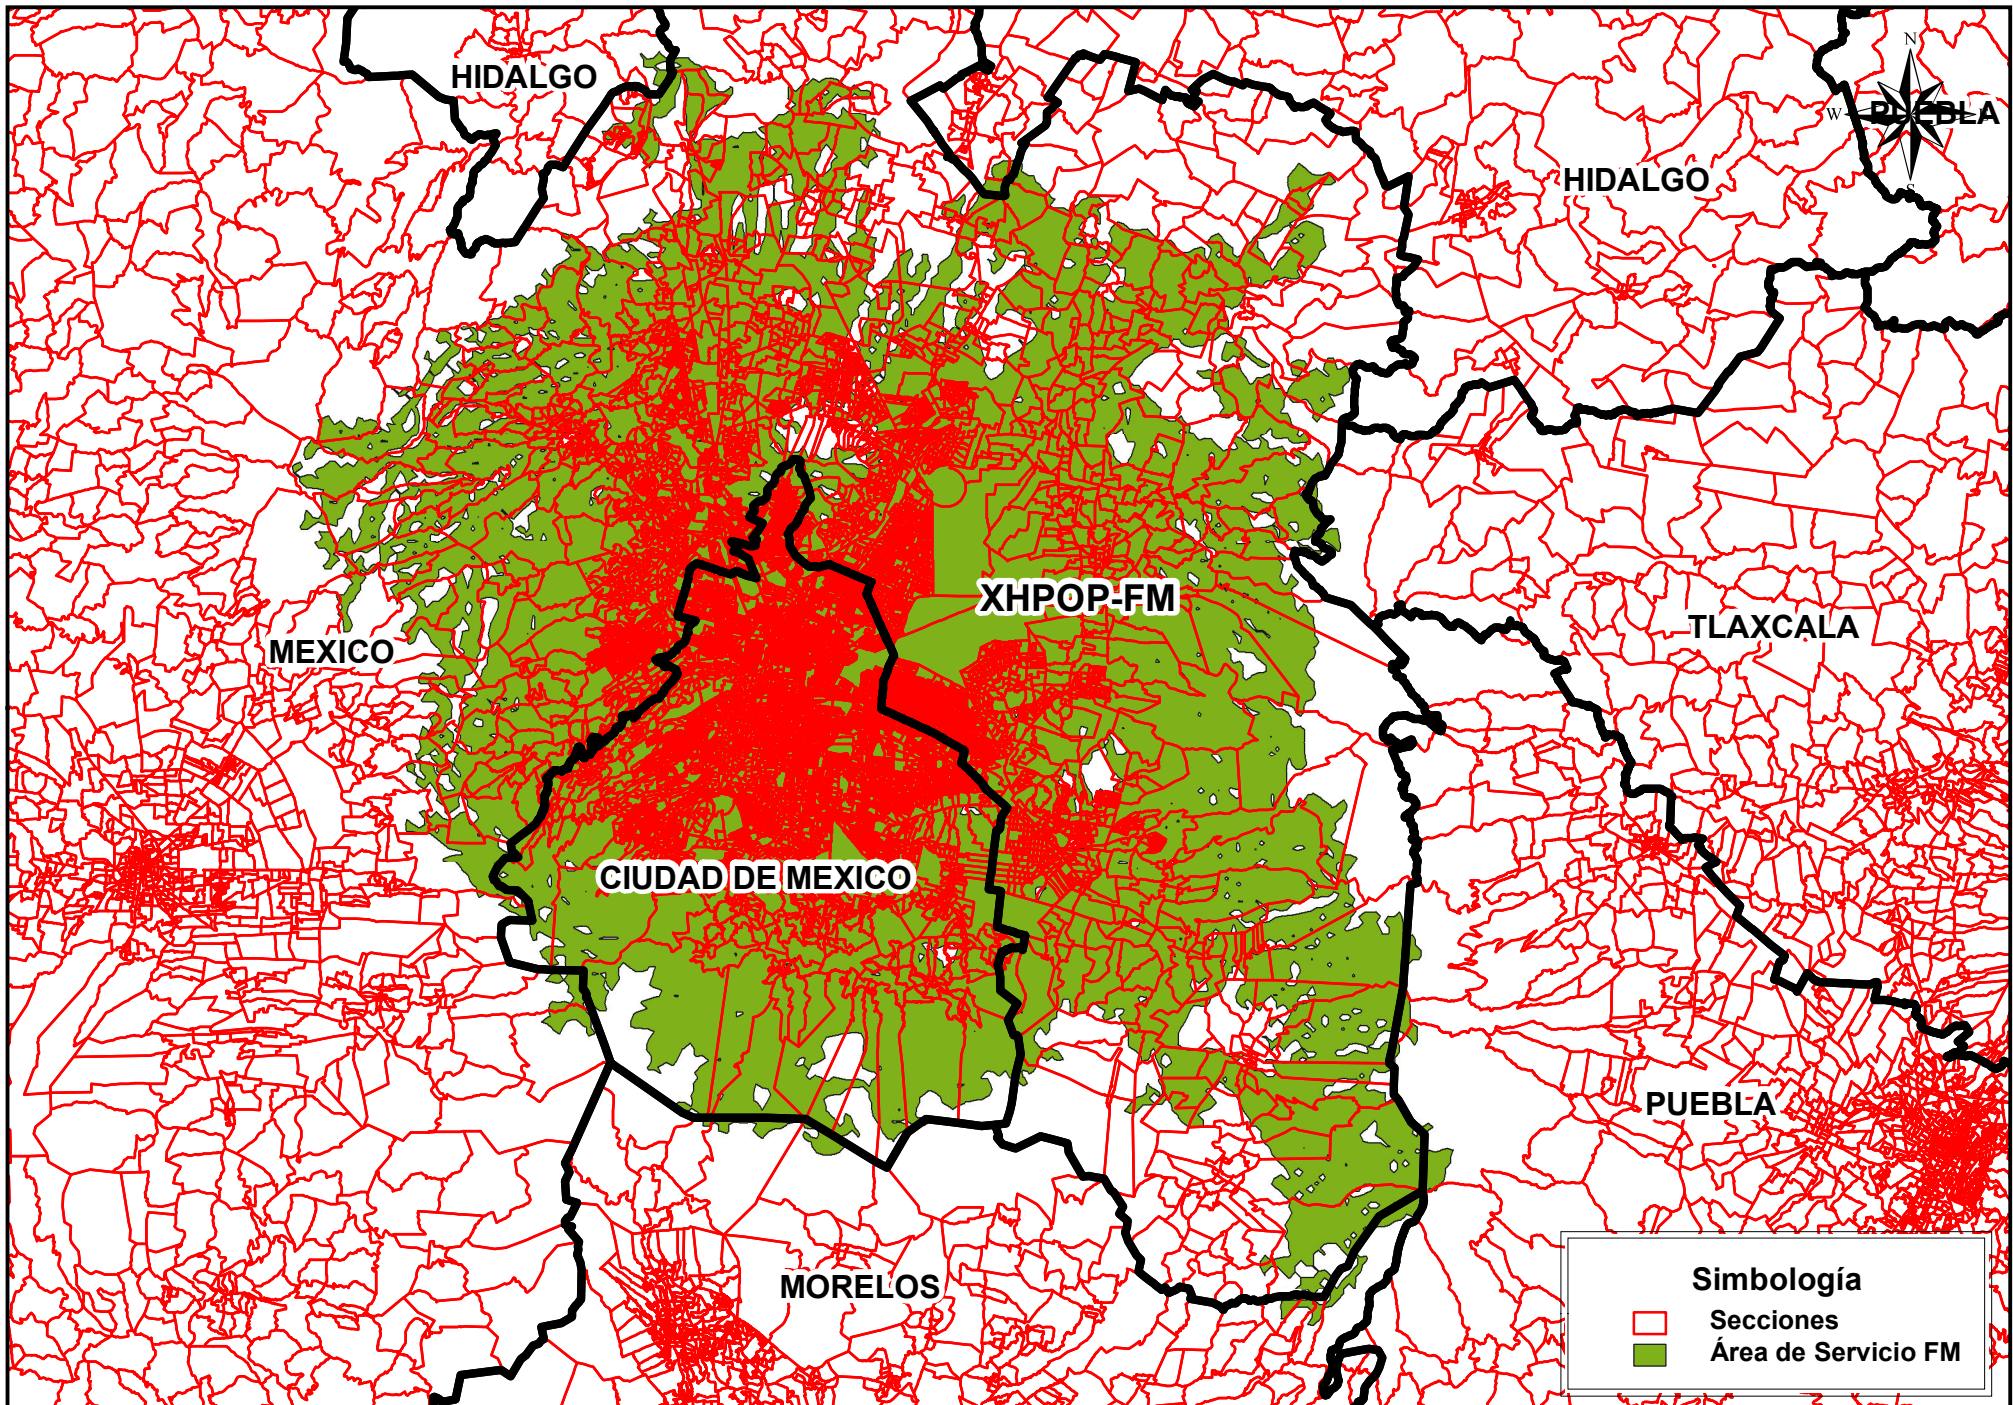 N
HIDALGO
W
PUEBLA
HIDALGO
S
XHPOP-FM
TLAXCALA
MEXICO
CIUDAD DE MEXICO
PUEBLA
MORELOS
Simbología
Secciones
Área de Servicio FM